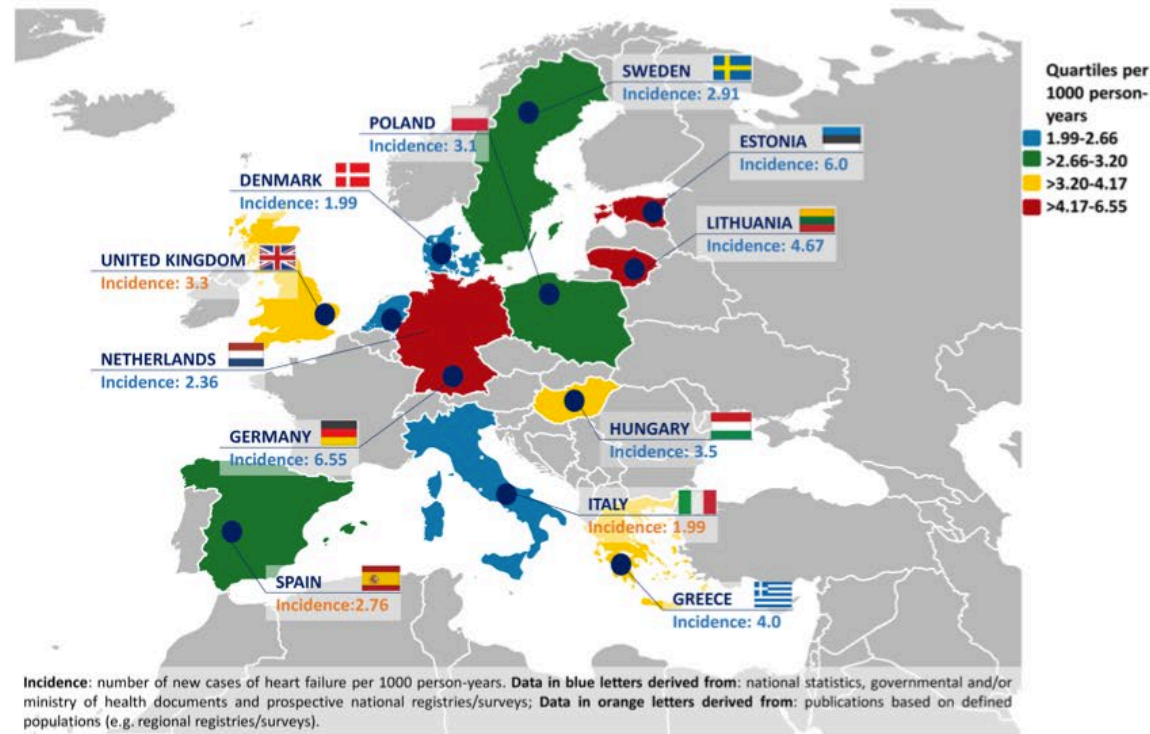 SWEDEN
Incidence: 2.91
POLAND
Incidence: 3.1
ESTONIA
Incidence: 6.0
DENMARK
Incidence: 1.99
LITHUANIA
Incidence: 4.67
UNITED KINGDOM
Incidence: 3.3
NETHERLANDS
Incidence: 2.36
GERMANY
Incidence: 6.55
HUNGARY
Incidence: 3.5
ITALY
Incidence: 1.99
SPAIN
Incidence:2.76
GREECE
Incidence: 4.0
Quartiles per
1000 person-
years
1.99-2.66
>2.66-3.20
>3.20-4.17
>4.17-6.55
Incidence: number of new cases of heart failure per 1000 person-years. Data in blue letters derived from: national statistics, governmental and/or
ministry of health documents and prospective national registries/surveys; Data in orange letters derived from: publications based on defined
populations (e.g. regional registries/surveys).